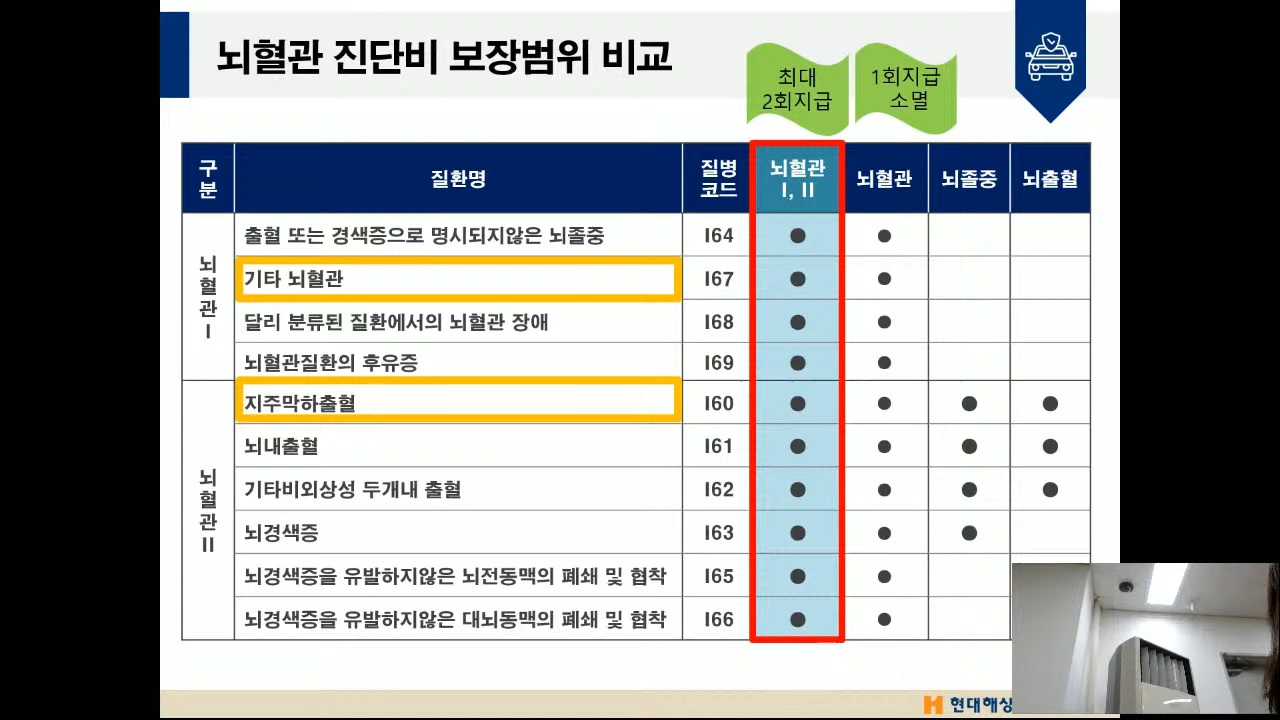 뇌혈관 진단비 보장범위 비교
최대
2회지급
1회지급
소멸
구분
질환명
질병
코드
뇌혈관
I, II
뇌혈관
뇌졸중
뇌출혈
뇌혈관 I
출혈 또는 경색증으로 명시되지않은 뇌졸중 I64 ● ●
기타 뇌혈관 I67 ● ●
달리 분류된 질환에서의 뇌혈관 장애 I68 ● ●
뇌혈관질환의 후유증 I69 ● ●
뇌혈관 II
지주막하출혈 I60 ● ● ● ●
뇌내출혈 I61 ● ● ● ●
기타비외상성 두개내 출혈 I62 ● ● ● ●
뇌경색증 I63 ● ● ●
뇌경색증을 유발하지않은 뇌전동맥의 폐쇄 및 협착 I65 ● ●
뇌경색증을 유발하지않은 대뇌동맥의 폐쇄 및 협착 I66 ● ●
현대해상